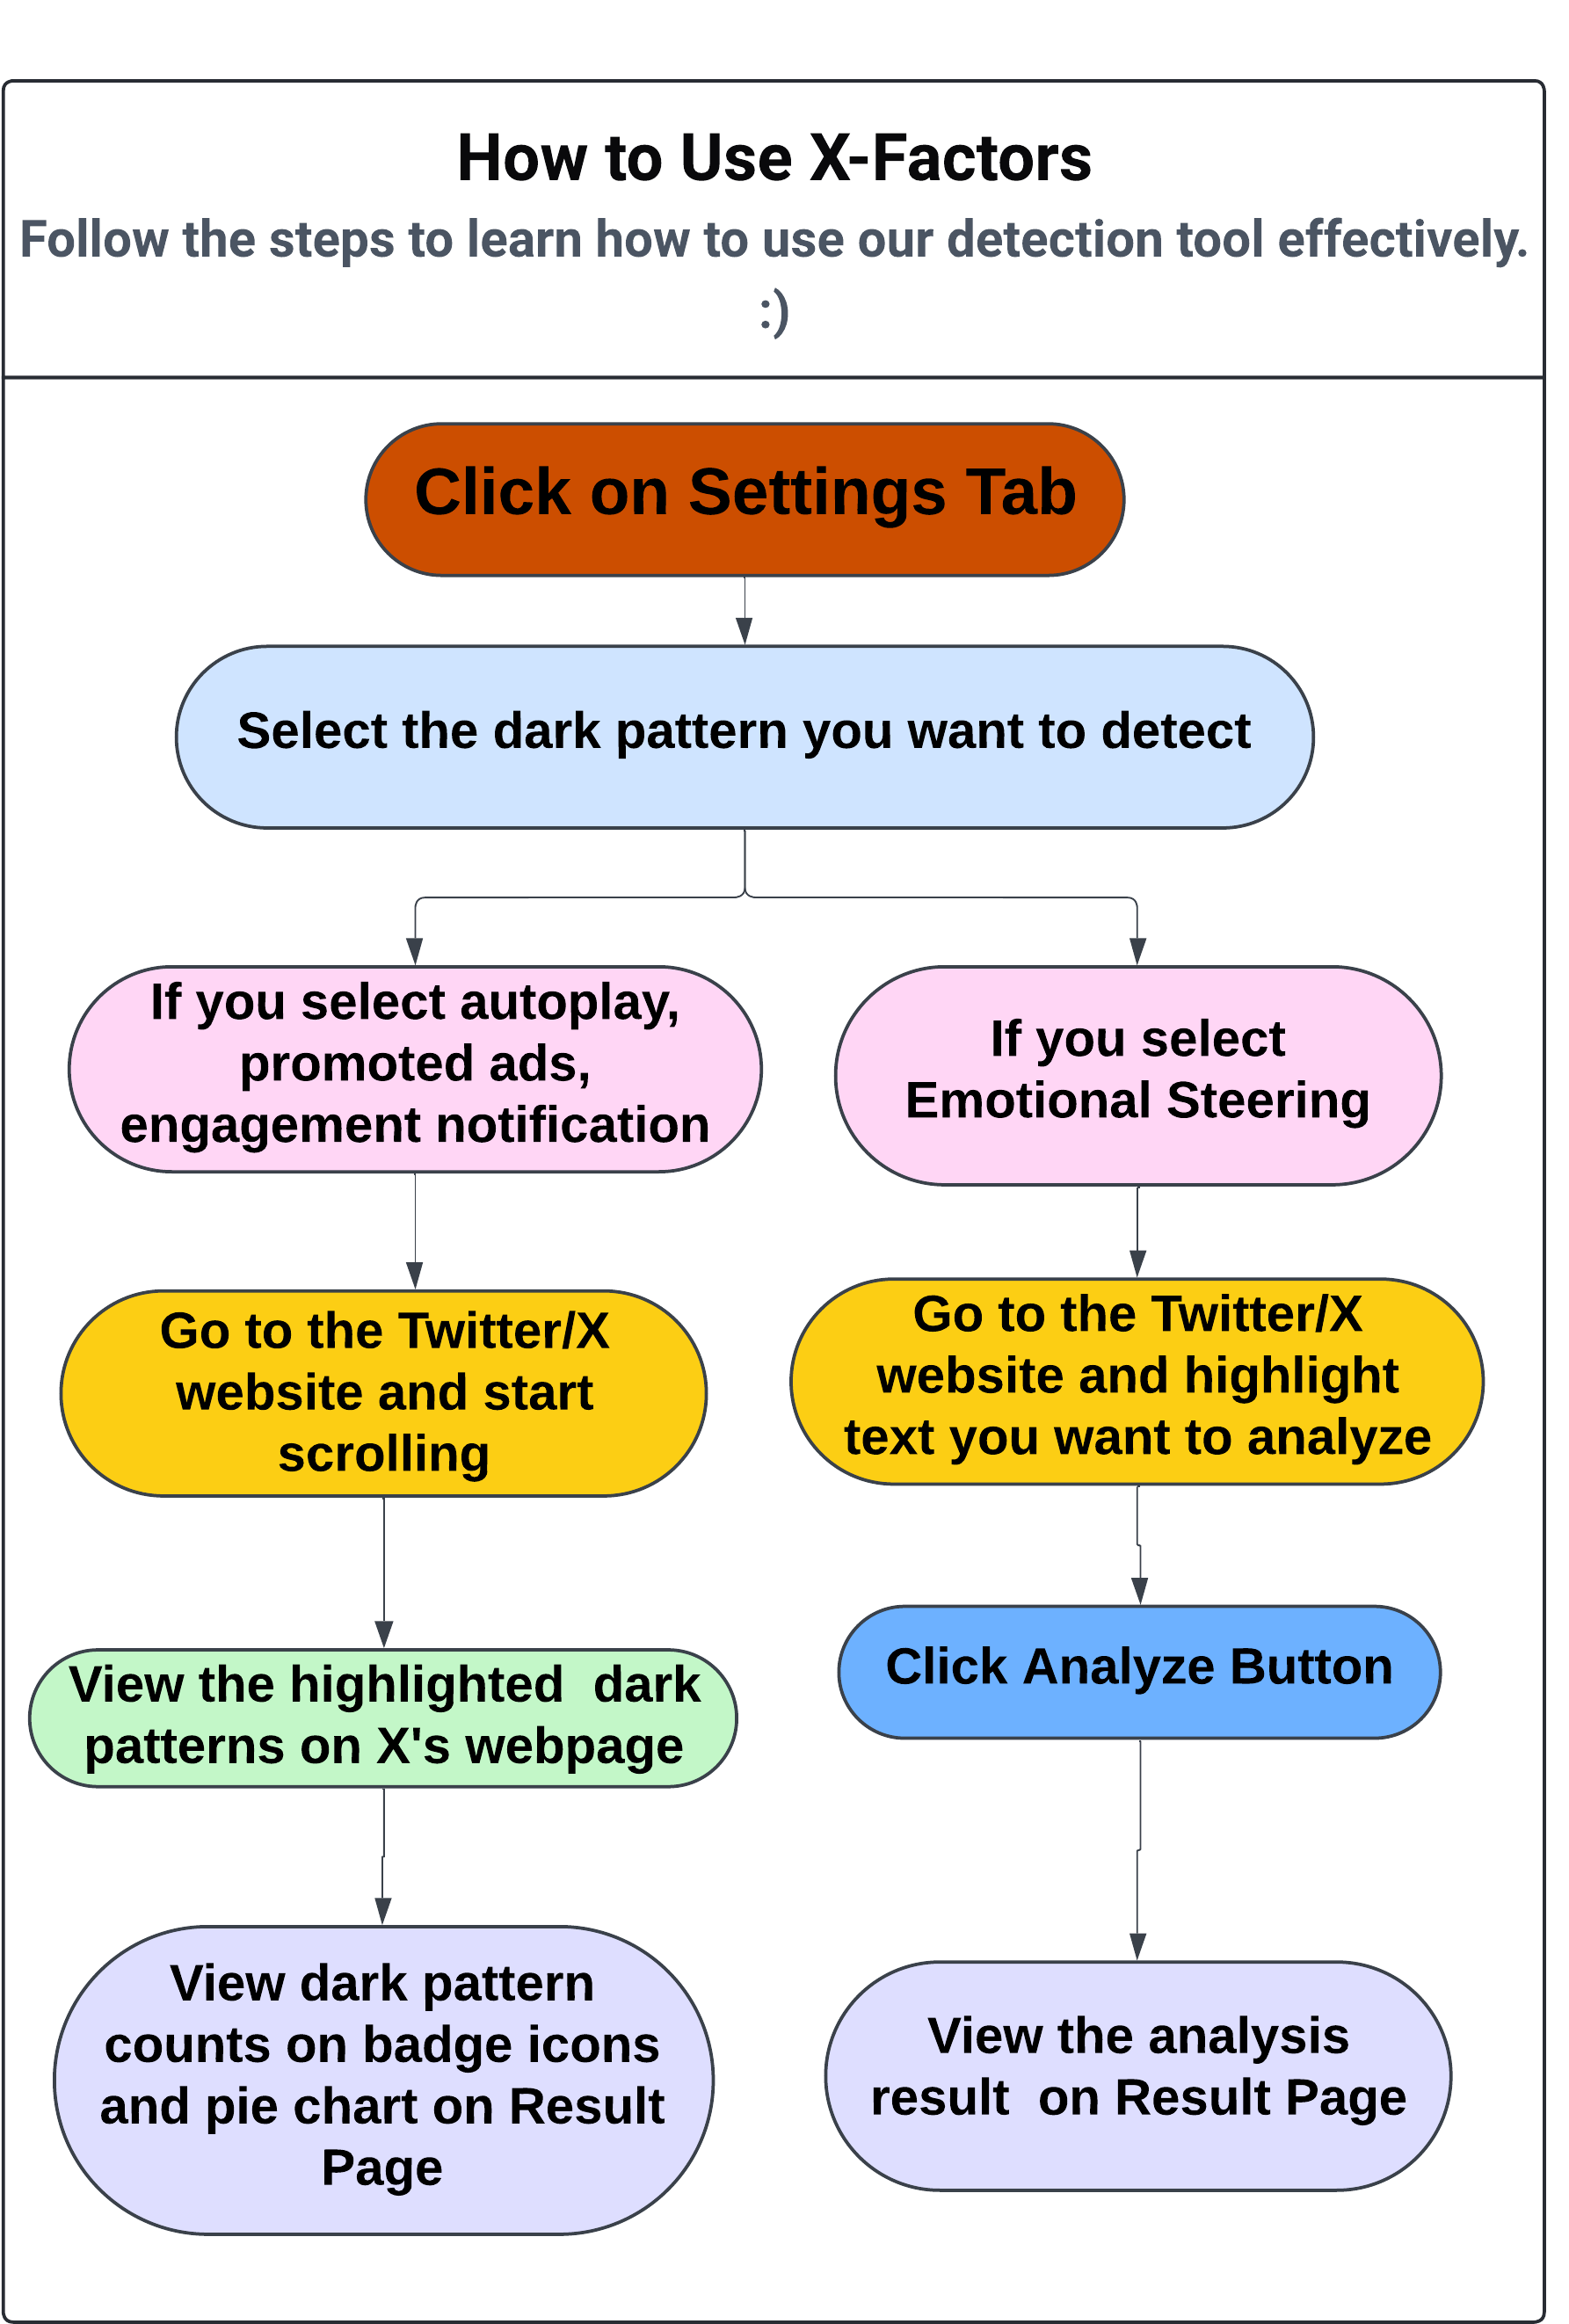 How to Use X-Factors
Follow the steps to learn how to use our detection tool effectively.
:)
Click on Settings Tab
Select the dark pattern you want to detect
If you select autoplay,
promoted ads,
engagement notification
If you select
Emotional Steering
Go to the Twitter/X
website and start
scrolling
Go to the Twitter/X
website and highlight
text you want to analyze
View the highlighted  dark
patterns on X's webpage
Click Analyze Button
View dark pattern
counts on badge icons
and pie chart on Result
Page
View the analysis
result  on Result Page